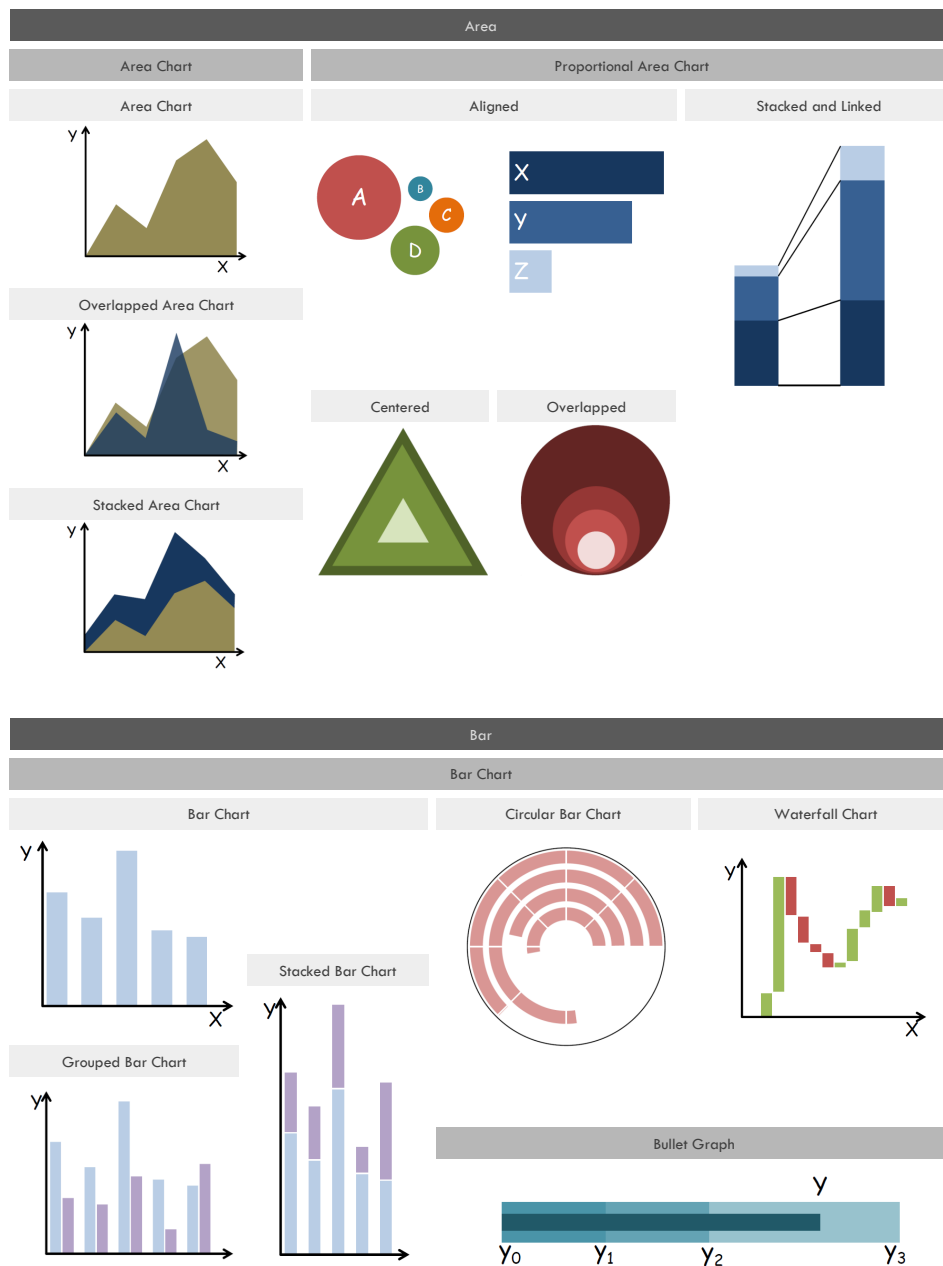 Area
Area Chart
Proportional Area Chart
Area Chart
Aligned
Stacked and Linked
y
X
A
B
C
D
X
Y
Z
Overlapped Area Chart
y
X
Centered
Overlapped
Stacked Area Chart
y
X
Bar
Bar Chart
Bar Chart
Circular Bar Chart
Waterfall Chart
y
X
y
X
Stacked Bar Chart
y
Grouped Bar Chart
y
Bullet Graph
y
y0 y1 y2 y3